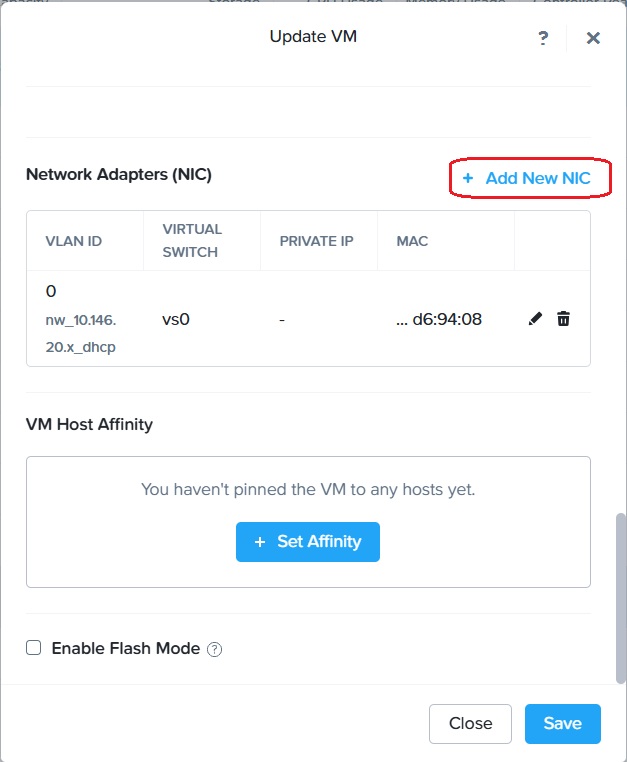 Update VM
?
Network Adapters (NIC)
+ Add New NIC
VLAN ID
VIRTUAL
SWITCH
PRIVATE IP
MAC
0
nw_10.146.
20.x_dhcp
vs0
-
... d6:94:08
VM Host Affinity
You haven't pinned the VM to any hosts yet.
+ Set Affinity
Enable Flash Mode ?
Close
Save